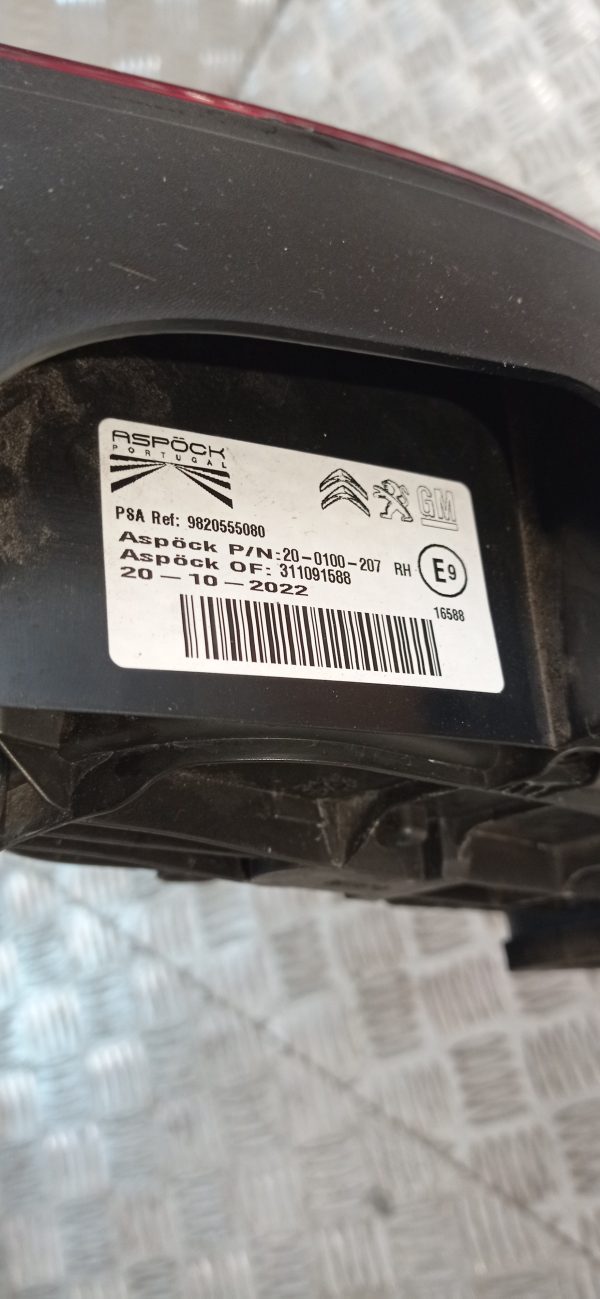 ASPÖCK
PORTUGAL
GM
PSA Ref: 9820555080
Aspöck P/N:20-0100-207 RH
Aspöck OF: 311091588
E9
20-10-2022
16588